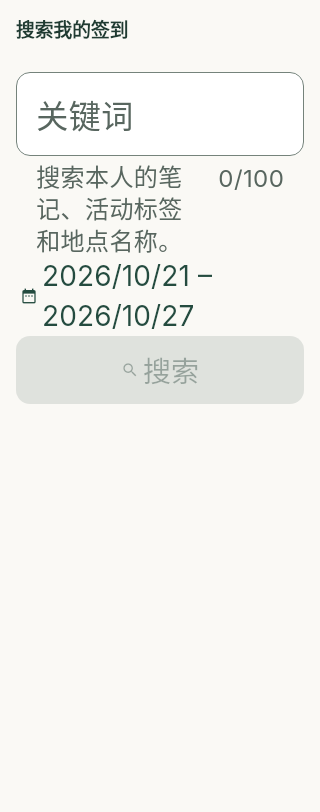 搜索我的签到
关键词
搜索本人的笔 0/100
记、活动标签
和地点名称。
2026/10/21 –
2026/10/27
搜索